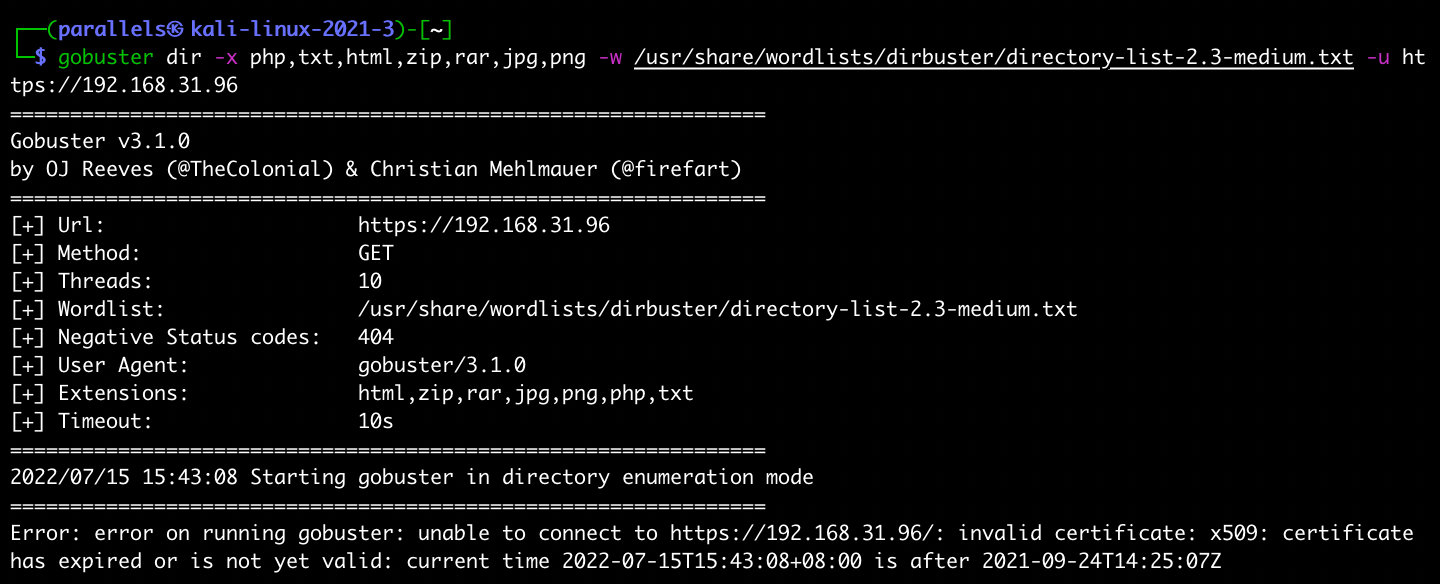 ┌──(parallels㉿kali-linux-2021-3)-[~]
└─$ gobuster dir -x php,txt,html,zip,rar,jpg,png -w /usr/share/wordlists/dirbuster/directory-list-2.3-medium.txt -u ht
tps://192.168.31.96
===============================================================
Gobuster v3.1.0
by OJ Reeves (@TheColonial) & Christian Mehlmauer (@firefart)
===============================================================
[+] Url:                     https://192.168.31.96
[+] Method:                  GET
[+] Threads:                 10
[+] Wordlist:                /usr/share/wordlists/dirbuster/directory-list-2.3-medium.txt
[+] Negative Status codes:   404
[+] User Agent:              gobuster/3.1.0
[+] Extensions:              html,zip,rar,jpg,png,php,txt
[+] Timeout:                 10s
===============================================================
2022/07/15 15:43:08 Starting gobuster in directory enumeration mode
===============================================================
Error: error on running gobuster: unable to connect to https://192.168.31.96/: invalid certificate: x509: certificate
has expired or is not yet valid: current time 2022-07-15T15:43:08+08:00 is after 2021-09-24T14:25:07Z